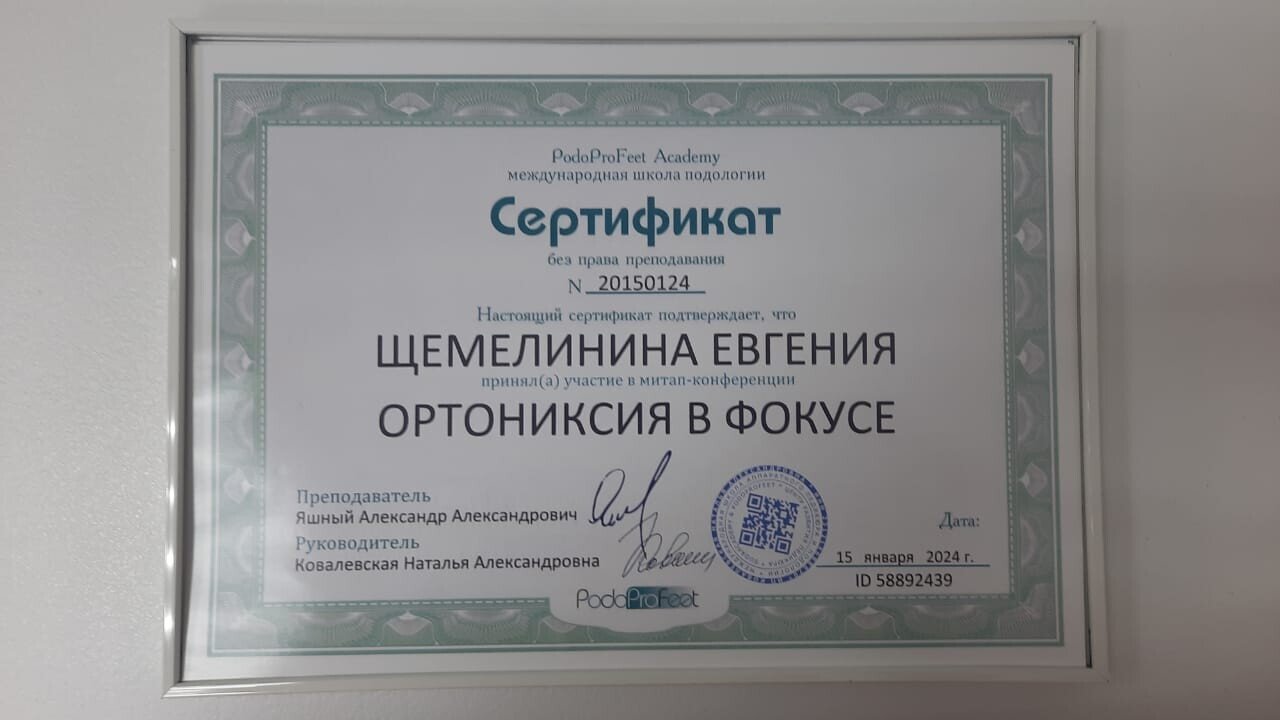 PodoProFeet Academy
международная школа подологии
Сертификат
без права преподавания
N 20150124
Настоящий сертификат подтверждает, что
ЩЕМЕЛИНИНА ЕВГЕНИЯ
принял(а) участие в митап-конференции
ОРТОНИКСИЯ В ФОКУСЕ
Преподаватель
Яшный Александр Александрович
Руководитель
Ковалевская Наталья Александровна
Дата:
15 января 2024 г.
ID 58892439
PodoProFeet